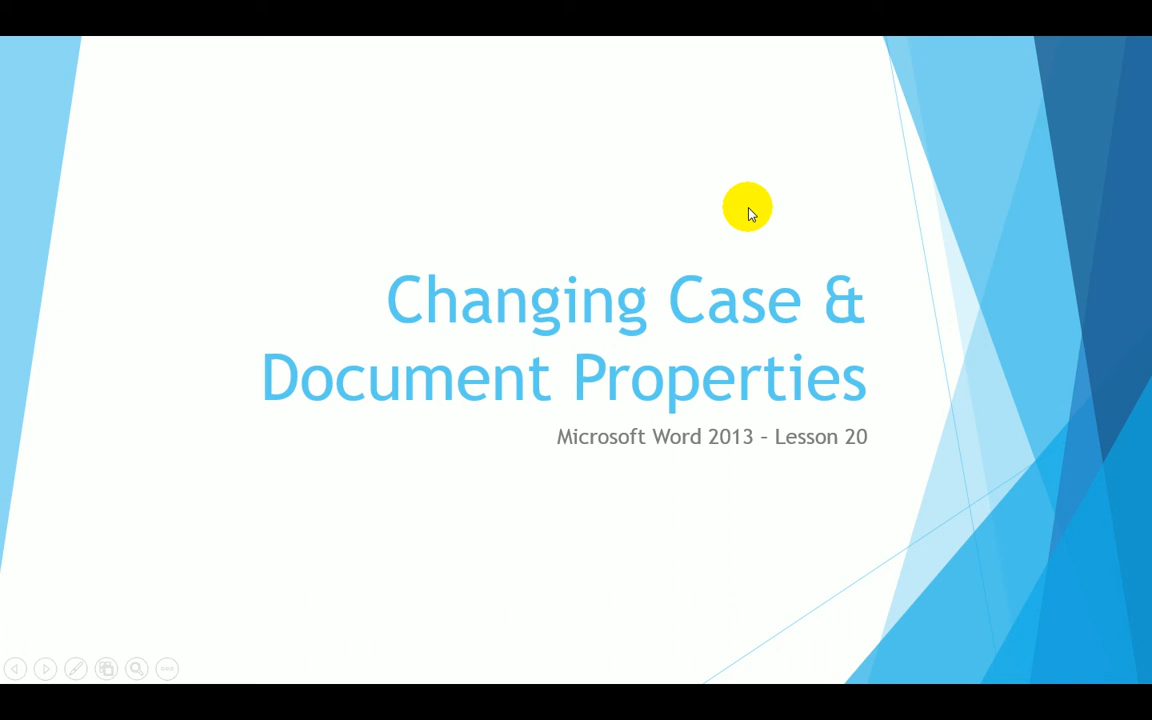 Changing Case &
Document Properties
Microsoft Word 2013 – Lesson 20